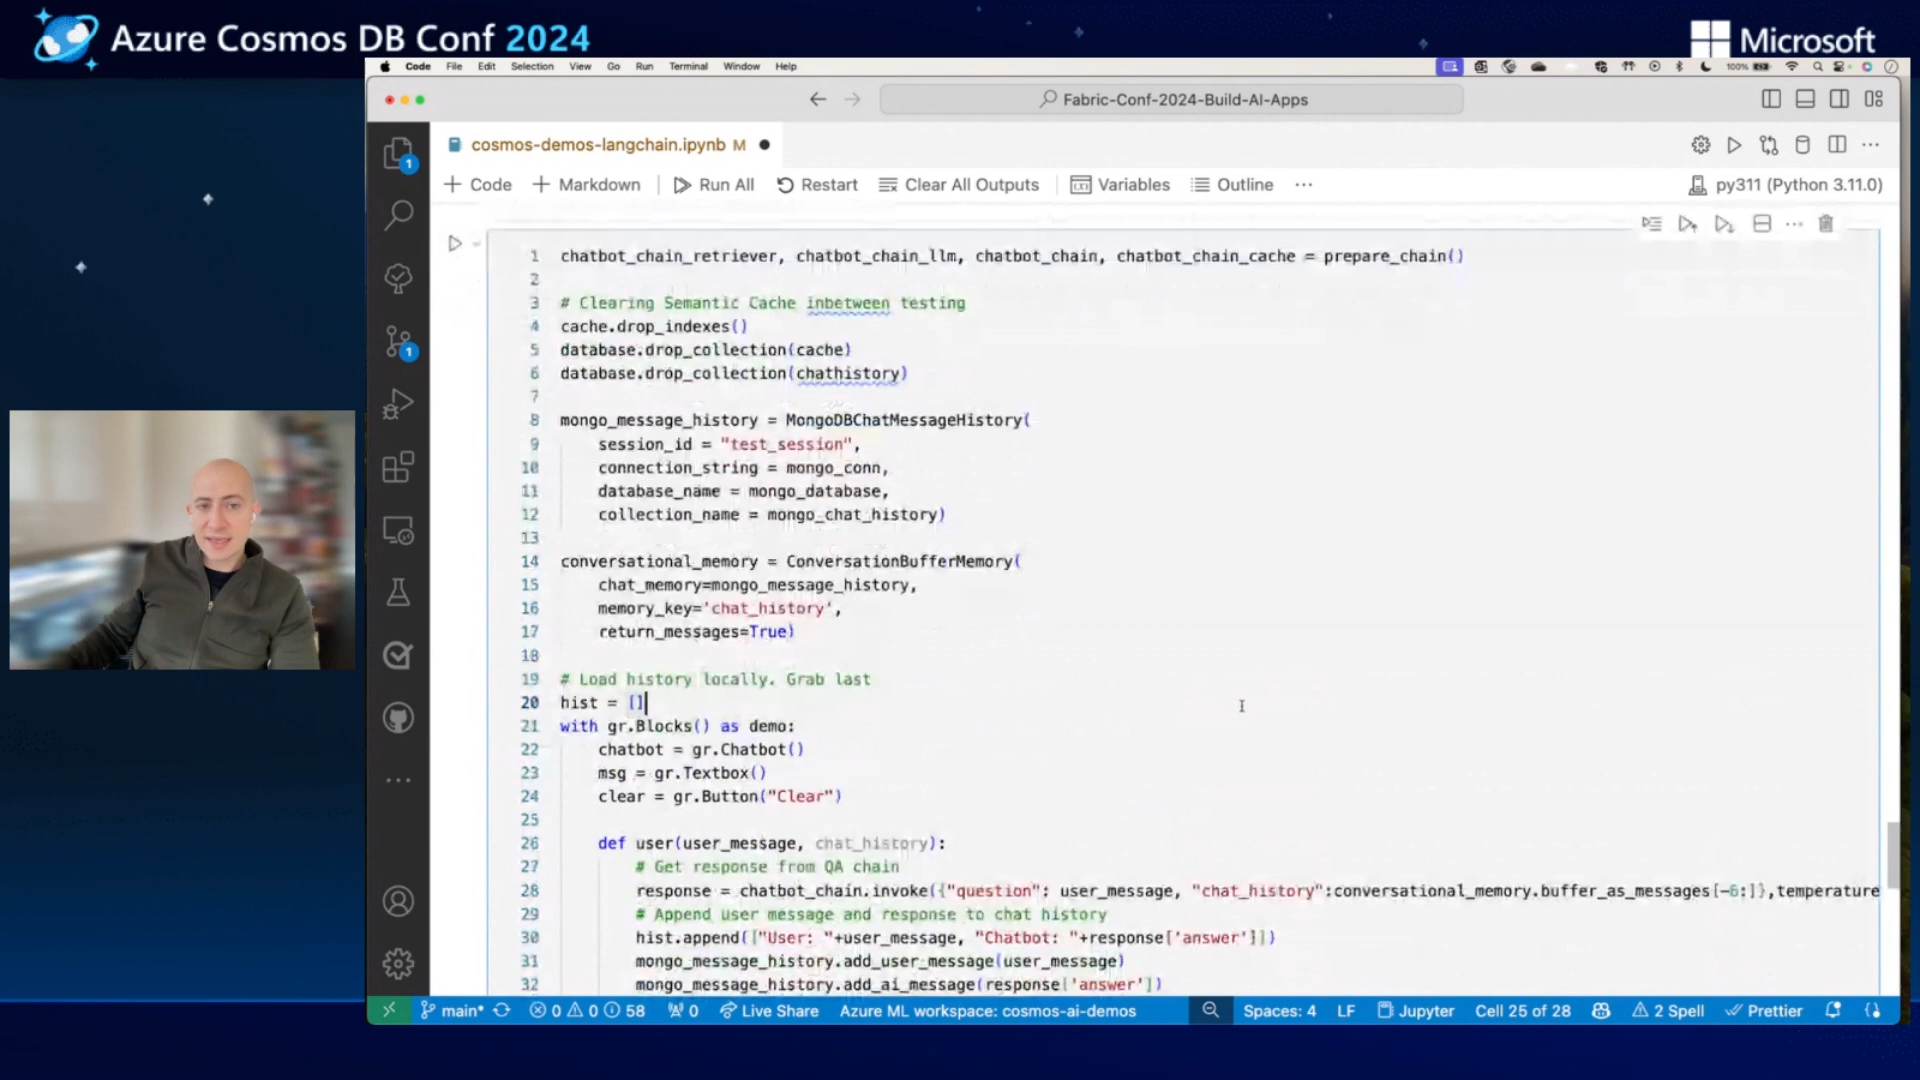 Azure Cosmos DB Conf 2024
Microsoft
Code File Edit Selection View Go Run Terminal Window Help
100%
Fabric-Conf-2024-Build-AI-Apps
cosmos-demos-langchain.ipynb M
Code Markdown Run All Restart Clear All Outputs Variables Outline ...
py311 (Python 3.11.0)
1 chatbot_chain_retriever, chatbot_chain_llm, chatbot_chain, chatbot_chain_cache = prepare_chain()
2
3 # Clearing Semantic Cache inbetween testing
4 cache.drop_indexes()
5 database.drop_collection(cache)
6 database.drop_collection(chathistory)
7
8 mongo_message_history = MongoDBChatMessageHistory(
9 session_id = "test_session",
10 connection_string = mongo_conn,
11 database_name = mongo_database,
12 collection_name = mongo_chat_history)
13
14 conversational_memory = ConversationBufferMemory(
15 chat_memory=mongo_message_history,
16 memory_key='chat_history',
17 return_messages=True)
18
19 # Load history locally. Grab last
20 hist = []
21 with gr.Blocks() as demo:
22 chatbot = gr.Chatbot()
23 msg = gr.Textbox()
24 clear = gr.Button("Clear")
25
26 def user(user_message, chat_history):
27 # Get response from QA chain
28 response = chatbot_chain.invoke({"question": user_message, "chat_history":conversational_memory.buffer_as_messages[-6:]},temperature
29 # Append user message and response to chat history
30 hist.append(["User: "+user_message, "Chatbot: "+response['answer']])
31 mongo_message_history.add_user_message(user_message)
32 mongo_message_history.add_ai_message(response['answer'])
1
1
main* 0 0 58 0 Live Share Azure ML workspace: cosmos-ai-demos Spaces: 4 LF Jupyter Cell 25 of 28 2 Spell Prettier